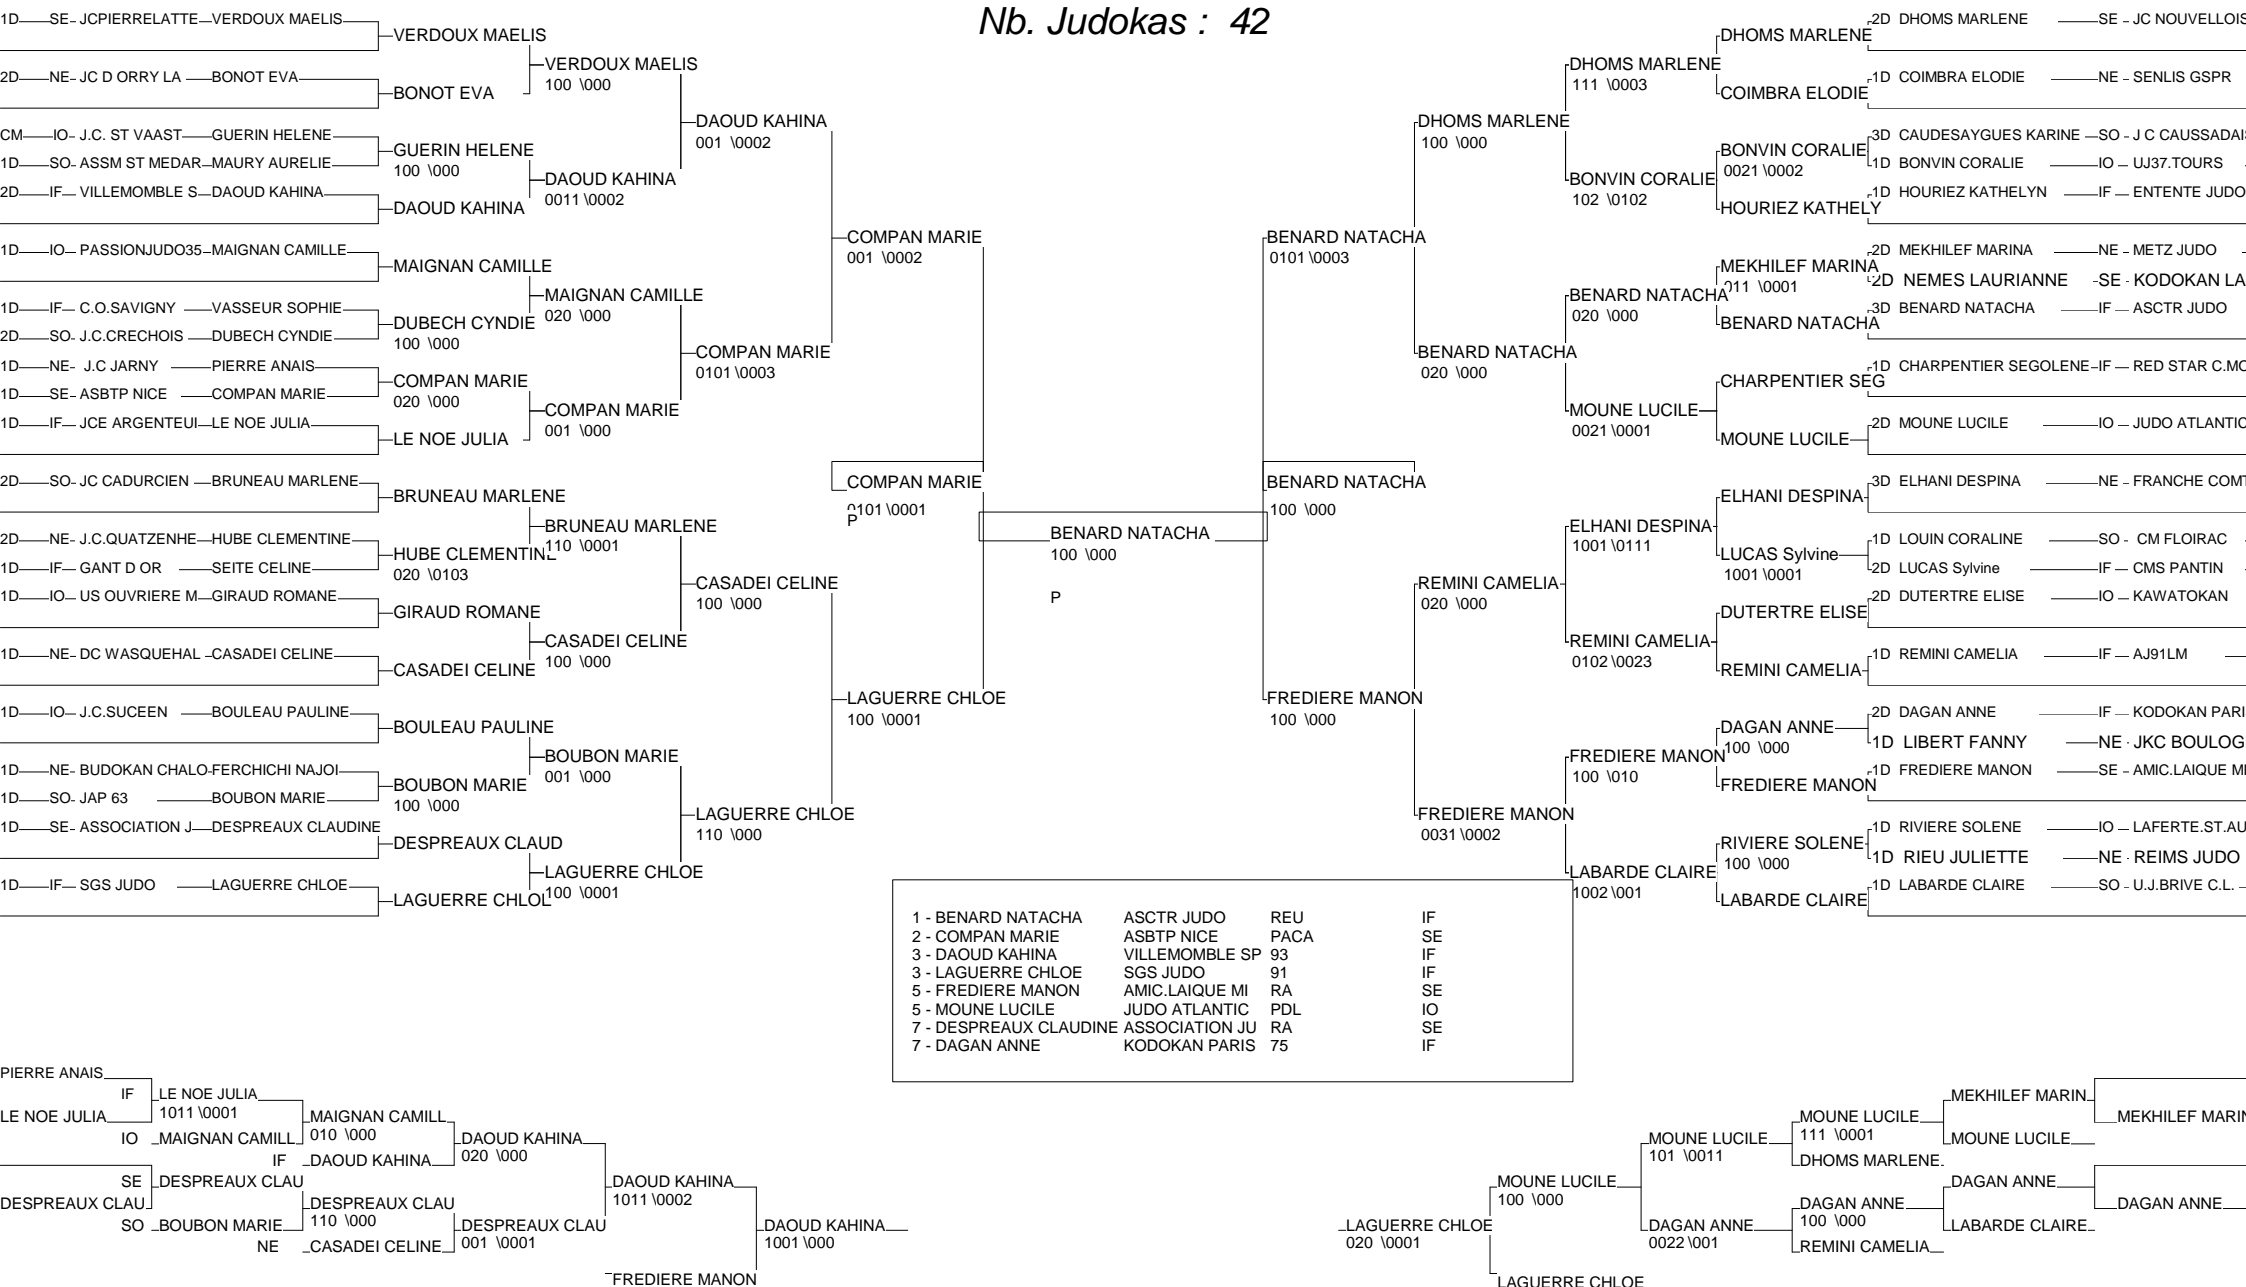 Nb. Judokas : 42
1D SE - JCPIERRELATTE VERDOUX MAELIS
VERDOUX MAELIS
VERDOUX MAELIS
100 \000
2D NE - JC D ORRY LA BONOT EVA
BONOT EVA
DAOUD KAHINA
001 \0002
CM IO - J.C. ST VAAST GUERIN HELENE
GUERIN HELENE
100 \000
1D SO - ASSM ST MEDAR MAURY AURELIE
DAOUD KAHINA
0011 \0002
2D IF VILLEMOMBLE S DAOUD KAHINA
DAOUD KAHINA
COMPAN MARIE
001 \0002
1D IO PASSIONJUDO35 MAIGNAN CAMILLE
MAIGNAN CAMILLE
MAIGNAN CAMILLE
020 \000
1D IF C.O.SAVIGNY VASSEUR SOPHIE
DUBECH CYNDIE
100 \000
2D SO - J.C.CRECHOIS DUBECH CYNDIE
COMPAN MARIE
0101 \0003
1D NE - J.C JARNY PIERRE ANAIS
COMPAN MARIE
020 \000
1D SE - ASBTP NICE COMPAN MARIE
COMPAN MARIE
001 \000
1D IF JCE ARGENTEUI LE NOE JULIA
LE NOE JULIA
COMPAN MARIE
0101 \0001
P
2D SO - JC CADURCIEN BRUNEAU MARLENE
BRUNEAU MARLENE
BRUNEAU MARLENE
110 \0001
2D NE - J.C.QUATZENHE HUBE CLEMENTINE
HUBE CLEMENTINE
020 \0103
1D IF GANT D OR SEITE CELINE
CASADEI CELINE
100 \000
1D IO US OUVRIERE M GIRAUD ROMANE
GIRAUD ROMANE
CASADEI CELINE
100 \000
1D NE - DC WASQUEHAL CASADEI CELINE
CASADEI CELINE
LAGUERRE CHLOE
100 \0001
1D IO J.C.SUCEEN BOULEAU PAULINE
BOULEAU PAULINE
BOUBON MARIE
001 \000
1D NE - BUDOKAN CHALO FERCHICHI NAJOI
BOUBON MARIE
100 \000
1D SO - JAP 63 BOUBON MARIE
LAGUERRE CHLOE
110 \000
1D SE - ASSOCIATION J DESPREAUX CLAUDINE
DESPREAUX CLAUD
LAGUERRE CHLOE
100 \0001
1D IF SGS JUDO LAGUERRE CHLOE
LAGUERRE CHLO
BENARD NATACHA
100 \000
P
2D DHOMS MARLENE SE - JC NOUVELLOIS
DHOMS MARLENE
DHOMS MARLENE
111 \0003
1D COIMBRA ELODIE NE - SENLIS GSPR
COIMBRA ELODIE
DHOMS MARLENE
100 \000
3D CAUDESAYGUES KARINE SO - J C CAUSSADAI
BONVIN CORALIE
0021 \0002
1D BONVIN CORALIE IO UJ37.TOURS
BONVIN CORALIE
102 \0102
1D HOURIEZ KATHELYN IF ENTENTE JUDO
HOURIEZ KATHELY
BENARD NATACHA
0101 \0003
2D MEKHILEF MARINA NE - METZ JUDO
MEKHILEF MARINA
011 \0001
2D NEMES LAURIANNE SE - KODOKAN LA
BENARD NATACHA
020 \000
3D BENARD NATACHA IF ASCTR JUDO
BENARD NATACHA
BENARD NATACHA
020 \000
1D CHARPENTIER SEGOLENE IF RED STAR C.MO
CHARPENTIER SEG
MOUNE LUCILE
0021 \0001
2D MOUNE LUCILE IO JUDO ATLANTIC
MOUNE LUCILE
BENARD NATACHA
100 \000
3D ELHANI DESPINA NE - FRANCHE COMT
ELHANI DESPINA
ELHANI DESPINA
1001 \0111
1D LOUIN CORALINE SO - CM FLOIRAC
LUCAS Sylvine
1001 \0001
2D LUCAS Sylvine IF CMS PANTIN
REMINI CAMELIA
020 \000
2D DUTERTRE ELISE IO KAWATOKAN
DUTERTRE ELISE
REMINI CAMELIA
0102 \0023
1D REMINI CAMELIA IF AJ91LM
REMINI CAMELIA
FREDIERE MANON
100 \000
2D DAGAN ANNE IF KODOKAN PARI
DAGAN ANNE
100 \000
1D LIBERT FANNY NE - JKC BOULOG
FREDIERE MANON
100 \010
1D FREDIERE MANON SE - AMIC.LAIQUE MI
FREDIERE MANON
FREDIERE MANON
0031 \0002
1D RIVIERE SOLENE IO LAFERTE.ST.AU
RIVIERE SOLENE
100 \000
1D RIEU JULIETTE NE - REIMS JUDO
LABARDE CLAIRE
1002 \001
1D LABARDE CLAIRE SO - U.J.BRIVE C.L.
LABARDE CLAIRE
1 - BENARD NATACHA ASCTR JUDO REU IF
2 - COMPAN MARIE ASBTP NICE PACA SE
3 - DAOUD KAHINA VILLEMOMBLE SP 93 IF
3 - LAGUERRE CHLOE SGS JUDO 91 IF
5 - FREDIERE MANON AMIC.LAIQUE MI RA SE
5 - MOUNE LUCILE JUDO ATLANTIC PDL IO
7 - DESPREAUX CLAUDINE ASSOCIATION JU RA SE
7 - DAGAN ANNE KODOKAN PARIS 75 IF
PIERRE ANAIS
IF LE NOE JULIA
1011 \0001
LE NOE JULIA
MAIGNAN CAMILL
010 \000
IO MAIGNAN CAMILL
DAOUD KAHINA
020 \000
IF DAOUD KAHINA
SE DESPREAUX CLAU
DAOUD KAHINA
1011 \0002
DESPREAUX CLAU
DESPREAUX CLAU
110 \000
SO BOUBON MARIE
DESPREAUX CLAU
001 \0001
DAOUD KAHINA
1001 \000
NE CASADEI CELINE
FREDIERE MANON
MEKHILEF MARIN
MOUNE LUCILE
111 \0001
MEKHILEF MARIN
MOUNE LUCILE
101 \0011
MOUNE LUCILE
DHOMS MARLENE
MOUNE LUCILE
100 \000
DAGAN ANNE
DAGAN ANNE
100 \000
DAGAN ANNE
LAGUERRE CHLOE
020 \0001
DAGAN ANNE
0022 \001
LABARDE CLAIRE
REMINI CAMELIA
LAGUERRE CHLOE